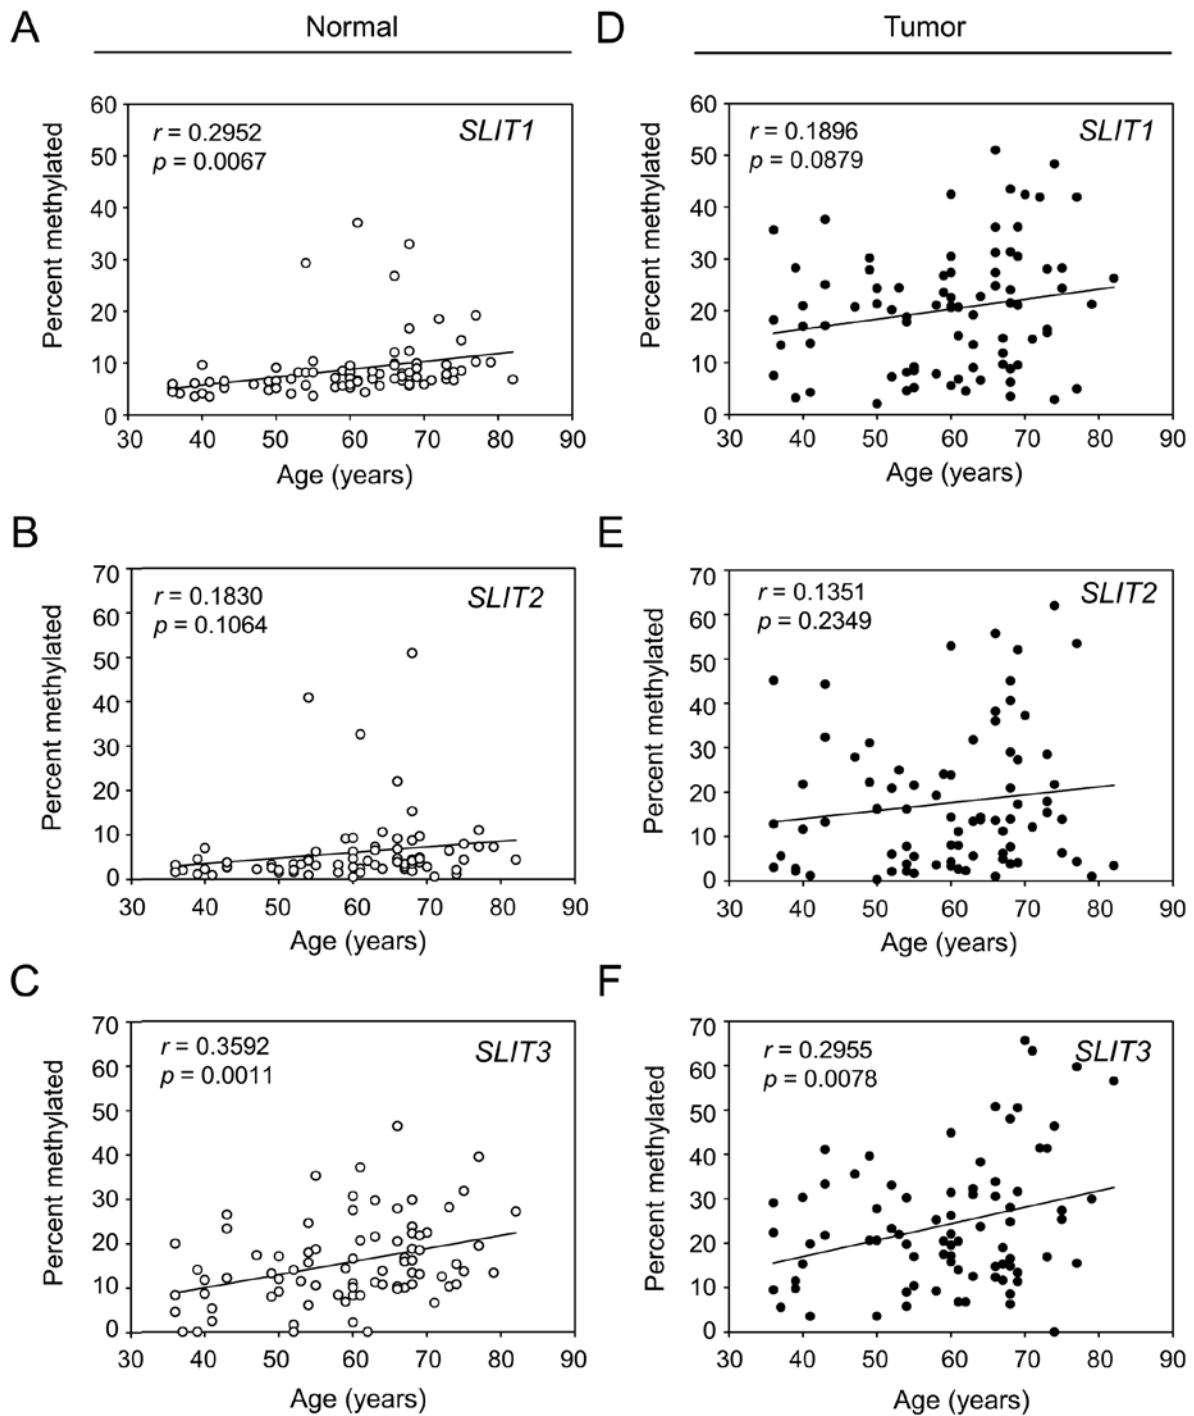 A
Normal
D
Tumor
r = 0.2952
p = 0.0067
SLIT1
Percent methylated
60
50
40
30
20
10
0
30 40 50 60 70 80 90
Age (years)
r = 0.1896
p = 0.0879
SLIT1
Percent methylated
60
50
40
30
20
10
0
30 40 50 60 70 80 90
Age (years)
B
r = 0.1830
p = 0.1064
SLIT2
Percent methylated
70
60
50
40
30
20
10
0
30 40 50 60 70 80 90
Age (years)
E
r = 0.1351
p = 0.2349
SLIT2
Percent methylated
70
60
50
40
30
20
10
0
30 40 50 60 70 80 90
Age (years)
C
r = 0.3592
p = 0.0011
SLIT3
Percent methylated
70
60
50
40
30
20
10
0
30 40 50 60 70 80 90
Age (years)
F
r = 0.2955
p = 0.0078
SLIT3
Percent methylated
70
60
50
40
30
20
10
0
30 40 50 60 70 80 90
Age (years)